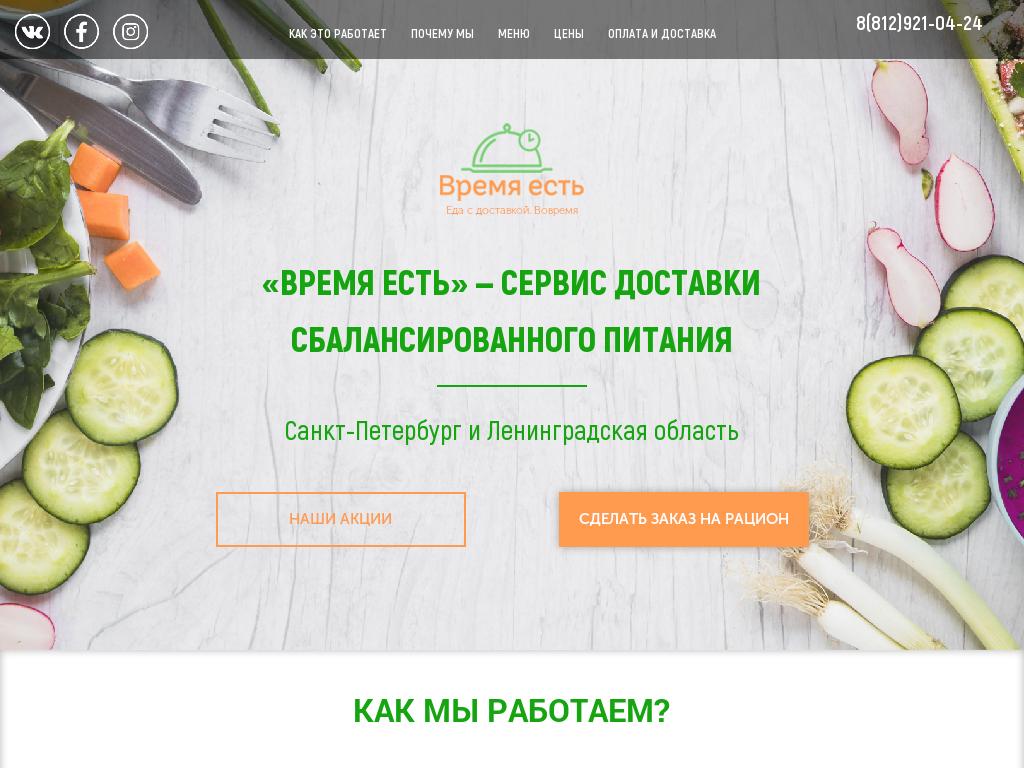 КАК ЭТО РАБОТАЕТ ПОЧЕМУ МЫ МЕНЮ ЦЕНЫ ОПЛАТА И ДОСТАВКА
8(812)921-04-24
Время есть
Еда с доставкой. Вовремя
«ВРЕМЯ ЕСТЬ» – СЕРВИС ДОСТАВКИ
СБАЛАНСИРОВАННОГО ПИТАНИЯ
Санкт-Петербург и Ленинградская область
НАШИ АКЦИИ
СДЕЛАТЬ ЗАКАЗ НА РАЦИОН
КАК МЫ РАБОТАЕМ?